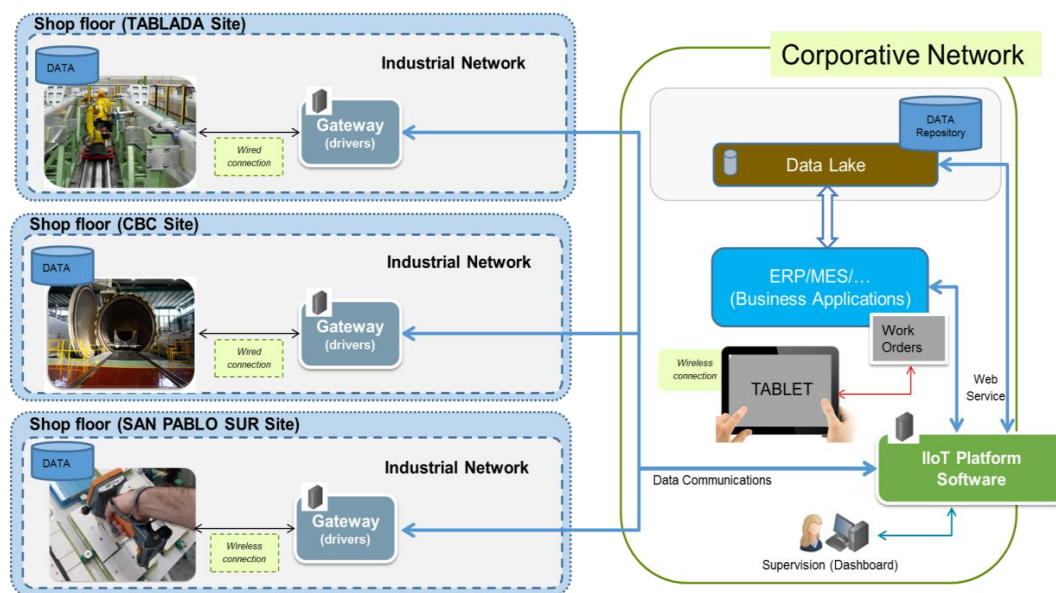 Shop floor (TABLADA Site)
DATA
Industrial Network
Gateway
(drivers)
Wired
connection
Shop floor (CBC Site)
DATA
Industrial Network
Gateway
(drivers)
Wired
connection
Shop floor (SAN PABLO SUR Site)
DATA
Industrial Network
Gateway
(drivers)
Wireless
connection
Corporative Network
DATA
Repository
Data Lake
ERP/MES/…
(Business Applications)
Work
Orders
Wireless
connection
TABLET
Web
Service
IIoT Platform
Software
Data Communications
Supervision (Dashboard)